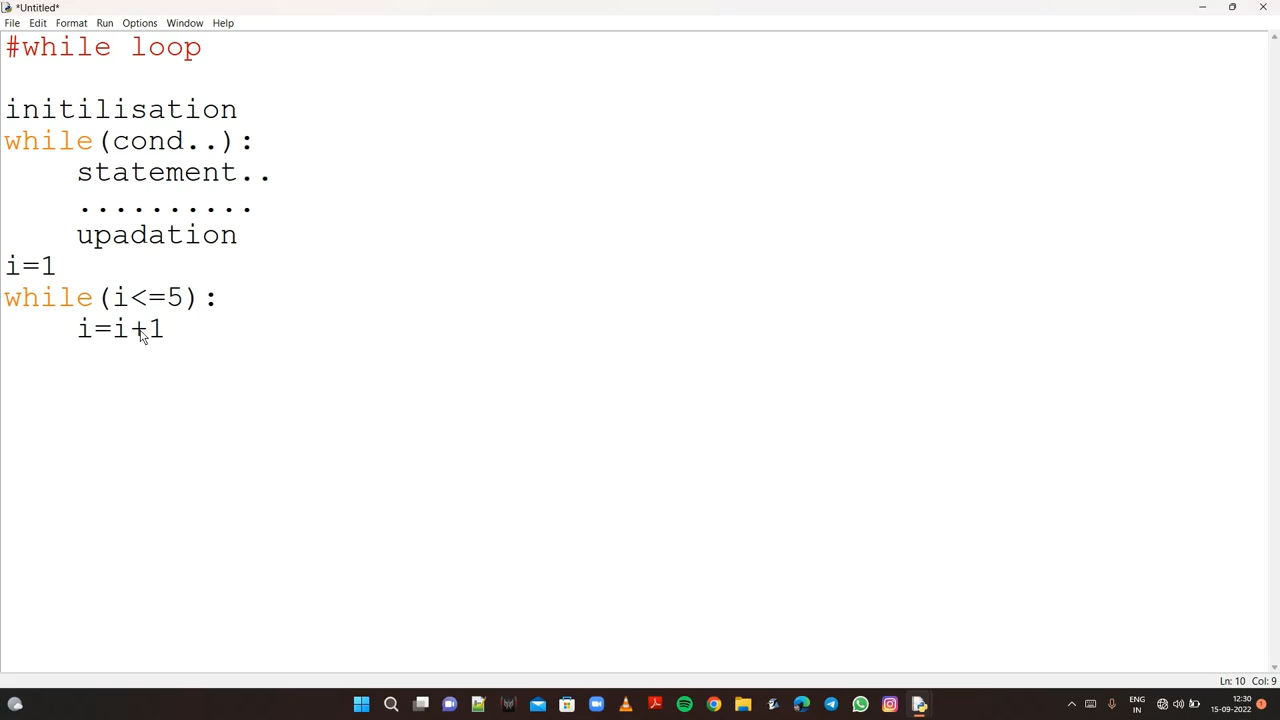 *Untitled*
File Edit Format Run Options Window Help
#while loop
initilisation
while(cond..):
statement..
..........
upadation
i=1
while(i<=5):
i=i+1
Ln: 10 Col: 9
ENG
IN
12:30
15-09-2022